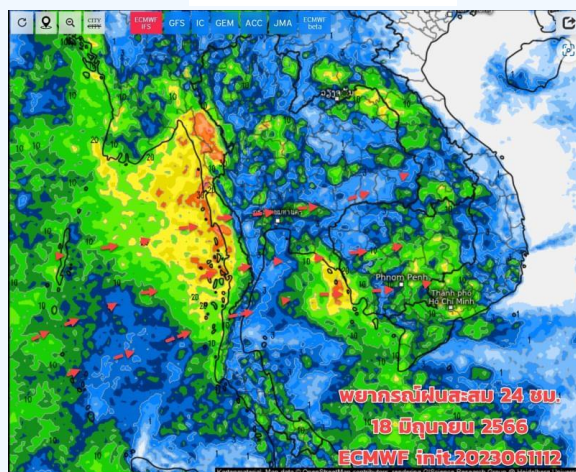 CITY
CITY
ECMWF
IFS
GFS
IC
GEM
ACC
JMA
ECMWF
beta
Phnom Penh
Thành phố
Hồ Chí Minh
พยากรณ์ฝนสะสม 24 ชม.
18 มิถุนายน 2566
ECMWF init.2023061112